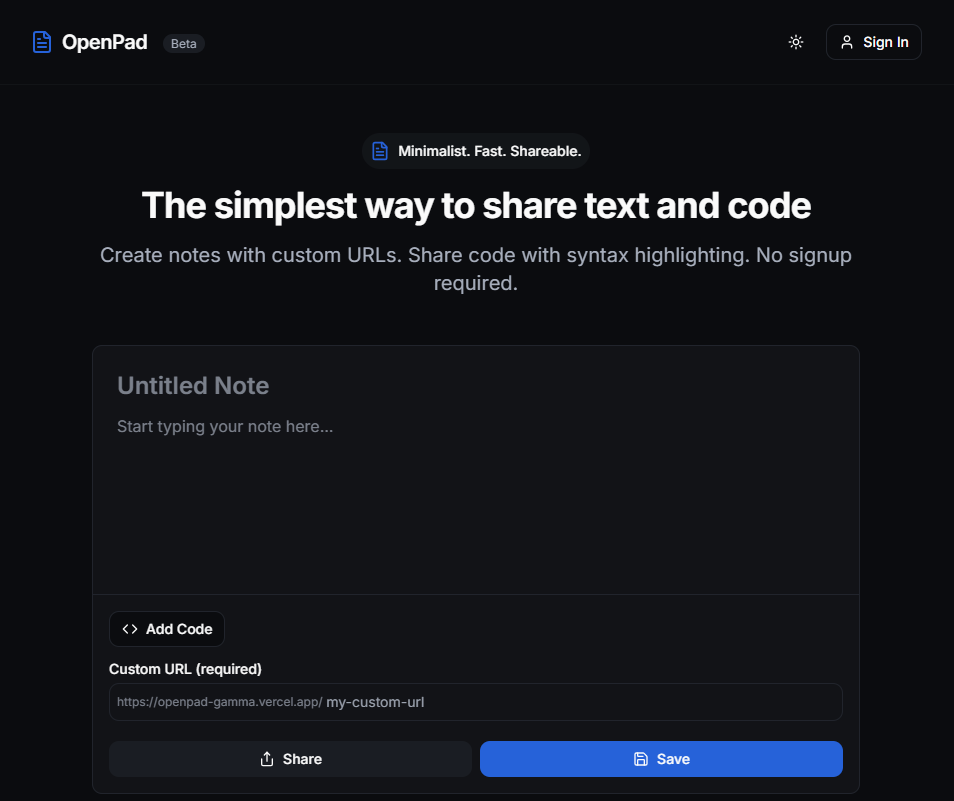 OpenPad Beta Sign In
Minimalist. Fast. Shareable.
The simplest way to share text and code
Create notes with custom URLs. Share code with syntax highlighting. No signup
required.
Untitled Note
Start typing your note here...
Add Code
Custom URL (required)
https://openpad-gamma.vercel.app/ my-custom-url
Share Save